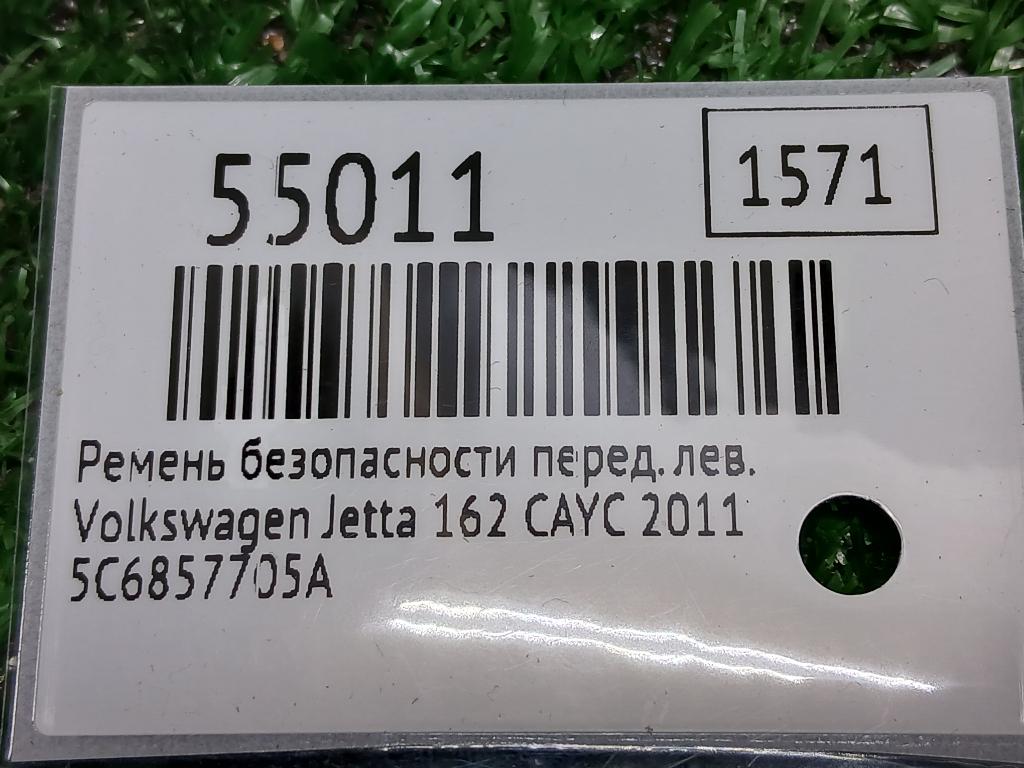 55011
1571
Ремень безопасности перед. лев.
Volkswagen Jetta 162 CAYC 2011
5C6857705A